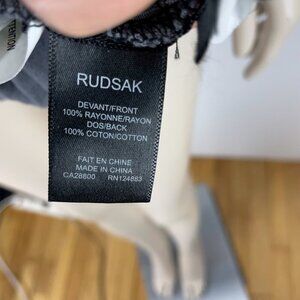 RUDSAK
DEVANT/FRONT
100% RAYONNE/RAYON
DOS/BACK
100% COTON/COTTON
FAIT EN CHINE
MADE IN CHINA
CA28600 RN124883